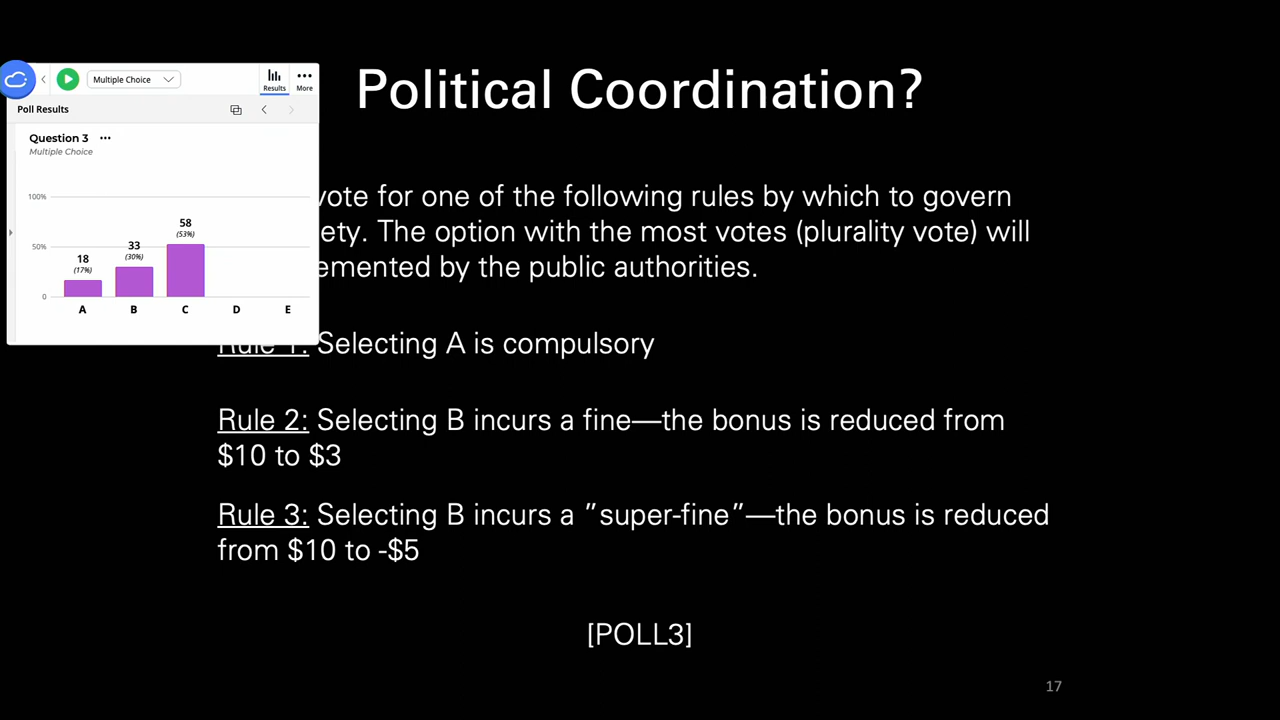 Political Coordination?
Multiple Choice
Results
More
Poll Results
Question 3
Multiple Choice
100%
50%
0
18
(17%)
33
(30%)
58
(53%)
A B C D E
vote for one of the following rules by which to govern
ety. The option with the most votes (plurality vote) will
emented by the public authorities.
Rule 1: Selecting A is compulsory
Rule 2: Selecting B incurs a fine—the bonus is reduced from
$10 to $3
Rule 3: Selecting B incurs a ”super-fine”—the bonus is reduced
from $10 to -$5
[POLL3]
17